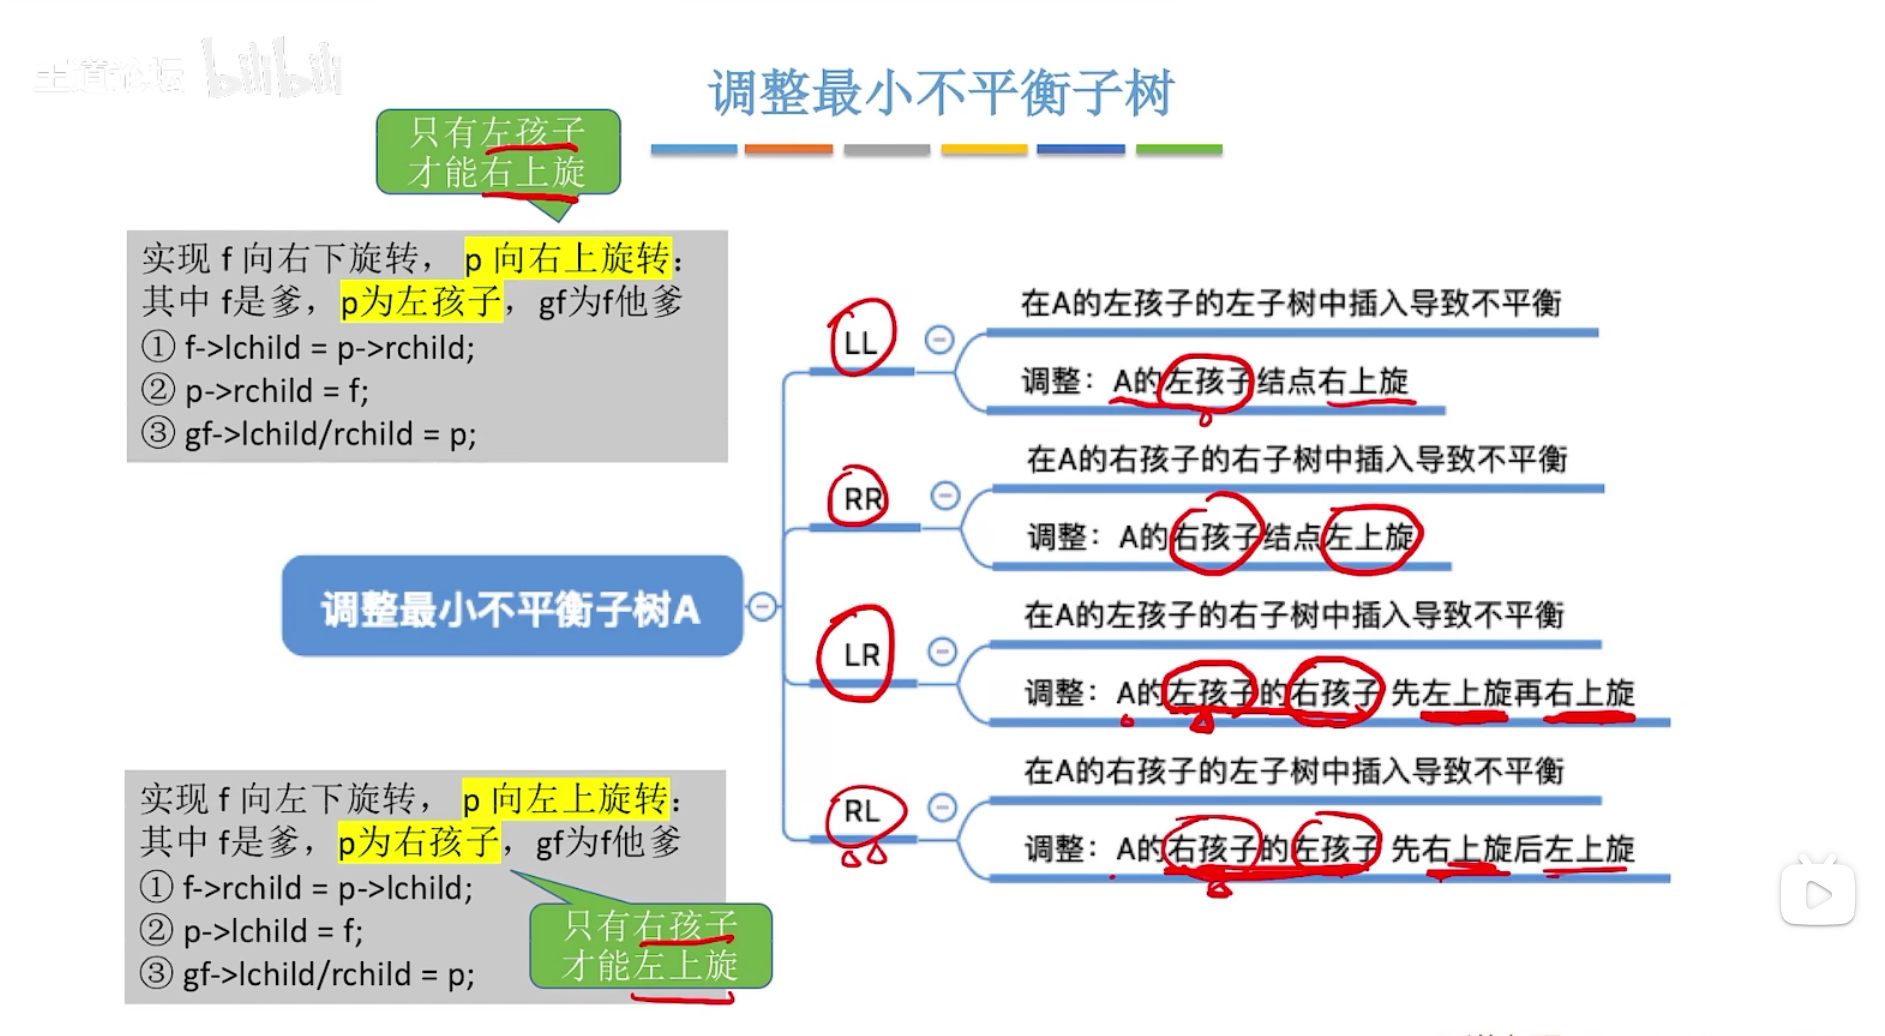 王道论坛 bilibili
调整最小不平衡子树
只有左孩子
才能右上旋
实现 f 向右下旋转， p 向右上旋转：
其中 f是爹，p为左孩子，gf为f他爹
① f->lchild = p->rchild;
② p->rchild = f;
③ gf->lchild/rchild = p;
调整最小不平衡子树A
LL
在A的左孩子的左子树中插入导致不平衡
调整：A的左孩子结点右上旋
RR
在A的右孩子的右子树中插入导致不平衡
调整：A的右孩子结点左上旋
LR
在A的左孩子的右子树中插入导致不平衡
调整：A的左孩子的右孩子 先左上旋再右上旋
RL
在A的右孩子的左子树中插入导致不平衡
调整：A的右孩子的左孩子 先右上旋后左上旋
实现 f 向左下旋转， p 向左上旋转：
其中 f是爹，p为右孩子，gf为f他爹
① f->rchild = p->lchild;
② p->lchild = f;
③ gf->lchild/rchild = p;
只有右孩子
才能左上旋